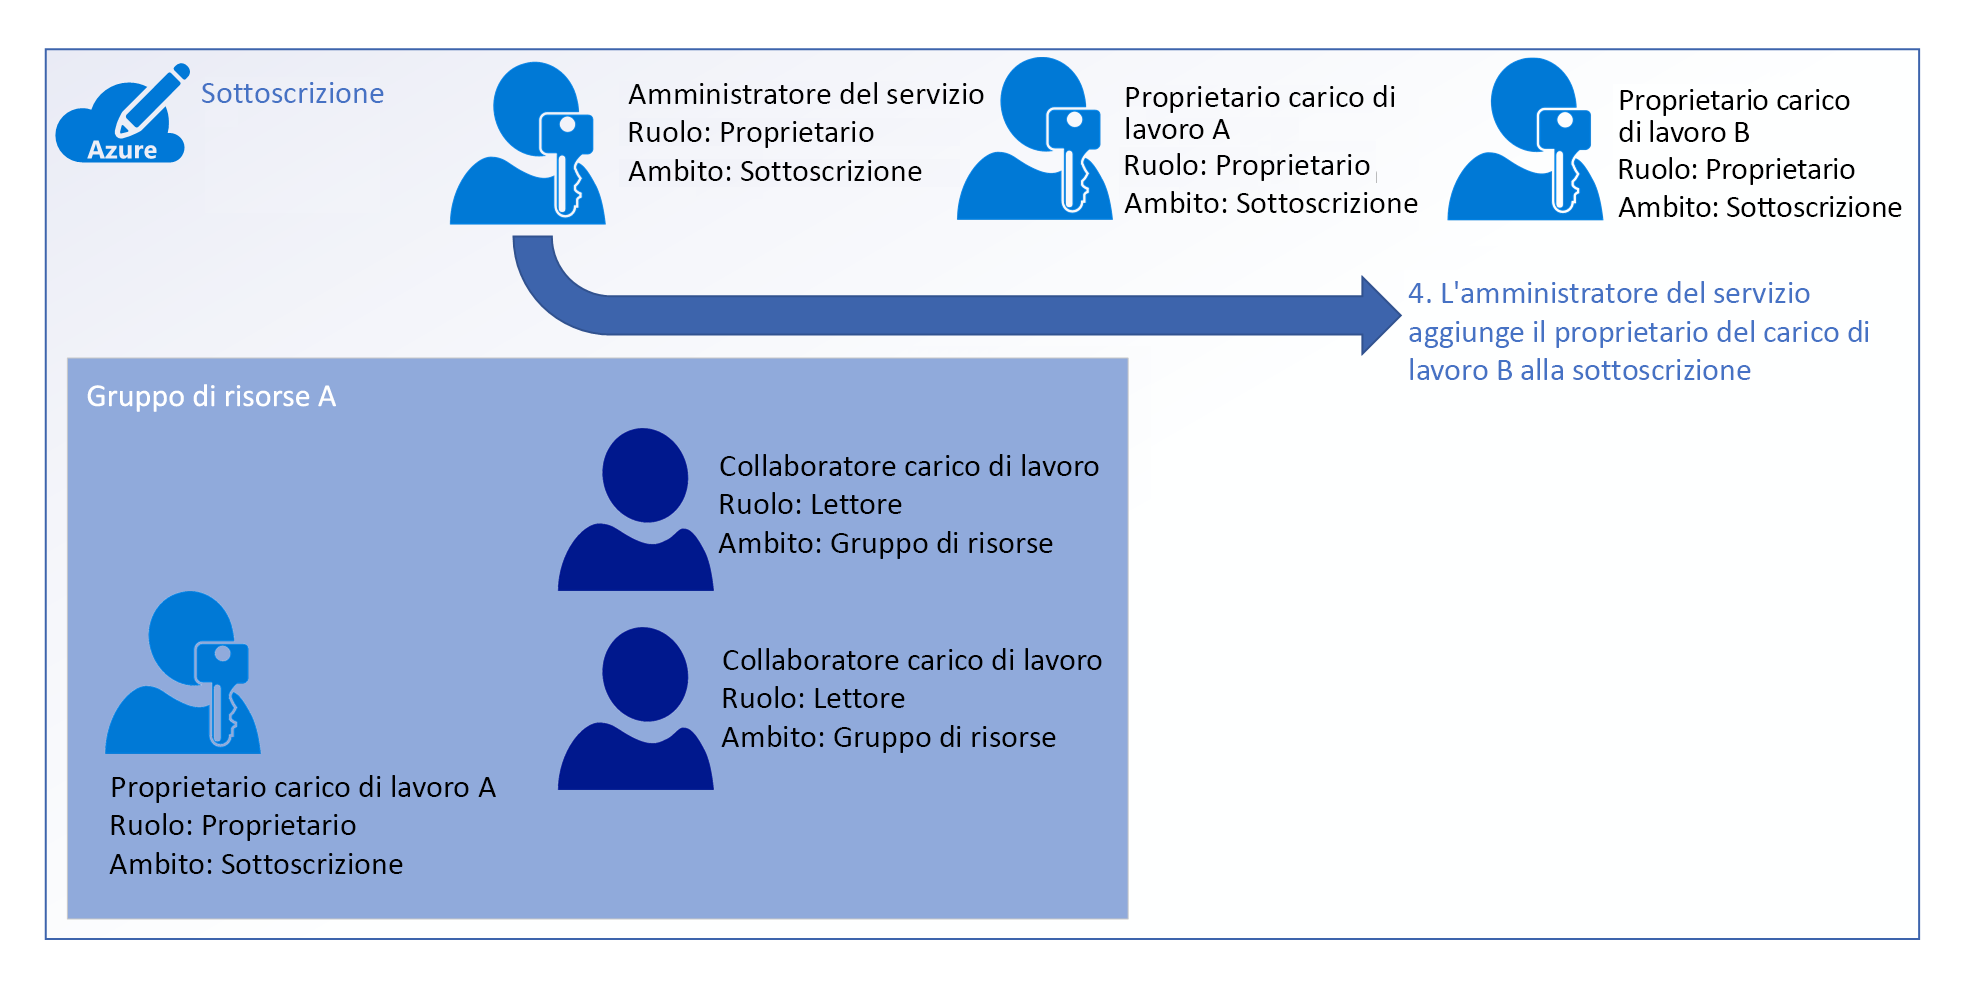 Azure
Sottoscrizione
Amministratore del servizio
Ruolo: Proprietario
Ambito: Sottoscrizione
Proprietario carico di
lavoro A
Ruolo: Proprietario
Ambito: Sottoscrizione
Proprietario carico
di lavoro B
Ruolo: Proprietario
Ambito: Sottoscrizione
4. L'amministratore del servizio
aggiunge il proprietario del carico di
lavoro B alla sottoscrizione
Gruppo di risorse A
Collaboratore carico di lavoro
Ruolo: Lettore
Ambito: Gruppo di risorse
Collaboratore carico di lavoro
Ruolo: Lettore
Ambito: Gruppo di risorse
Proprietario carico di lavoro A
Ruolo: Proprietario
Ambito: Sottoscrizione